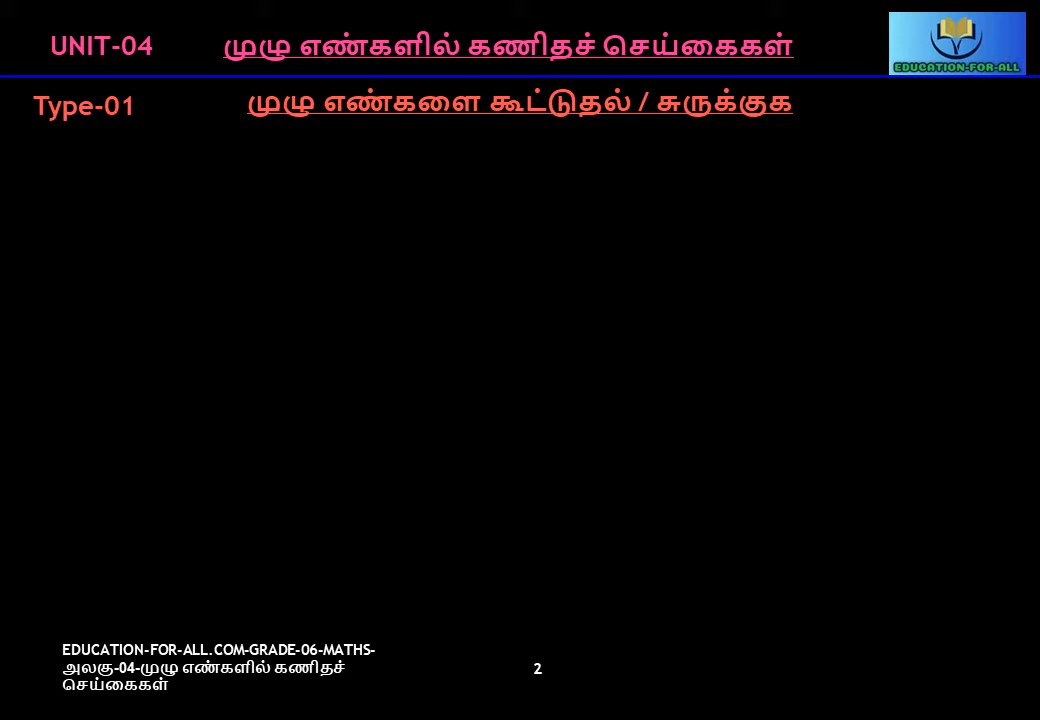 UNIT-04 முழு எண்களில் கணிதச் செய்கைகள்
EDUCATION-FOR-ALL
Type-01 முழு எண்களை கூட்டுதல் / சுருக்குக
EDUCATION-FOR-ALL.COM-GRADE-06-MATHS-
அலகு-04-முழு எண்களில் கணிதச்
செய்கைகள்
2